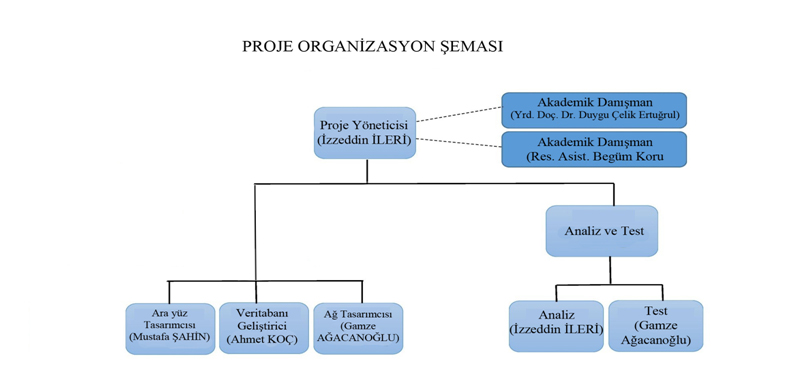 PROJE ORGANİZASYON ŞEMASI
Akademik Danışman
(Yrd. Doç. Dr. Duygu Çelik Ertuğrul)
Proje Yöneticisi
(İzzeddin İLERİ)
Akademik Danışman
(Res. Asist. Begüm Koru
Analiz ve Test
Ara yüz
Tasarımcısı
(Mustafa ŞAHİN)
Veritabanı
Geliştirici
(Ahmet KOÇ)
Ağ Tasarımcısı
(Gamze
AĞACANOĞLU)
Analiz
(İzzeddin İLERİ)
Test
(Gamze
Ağacanoğlu)